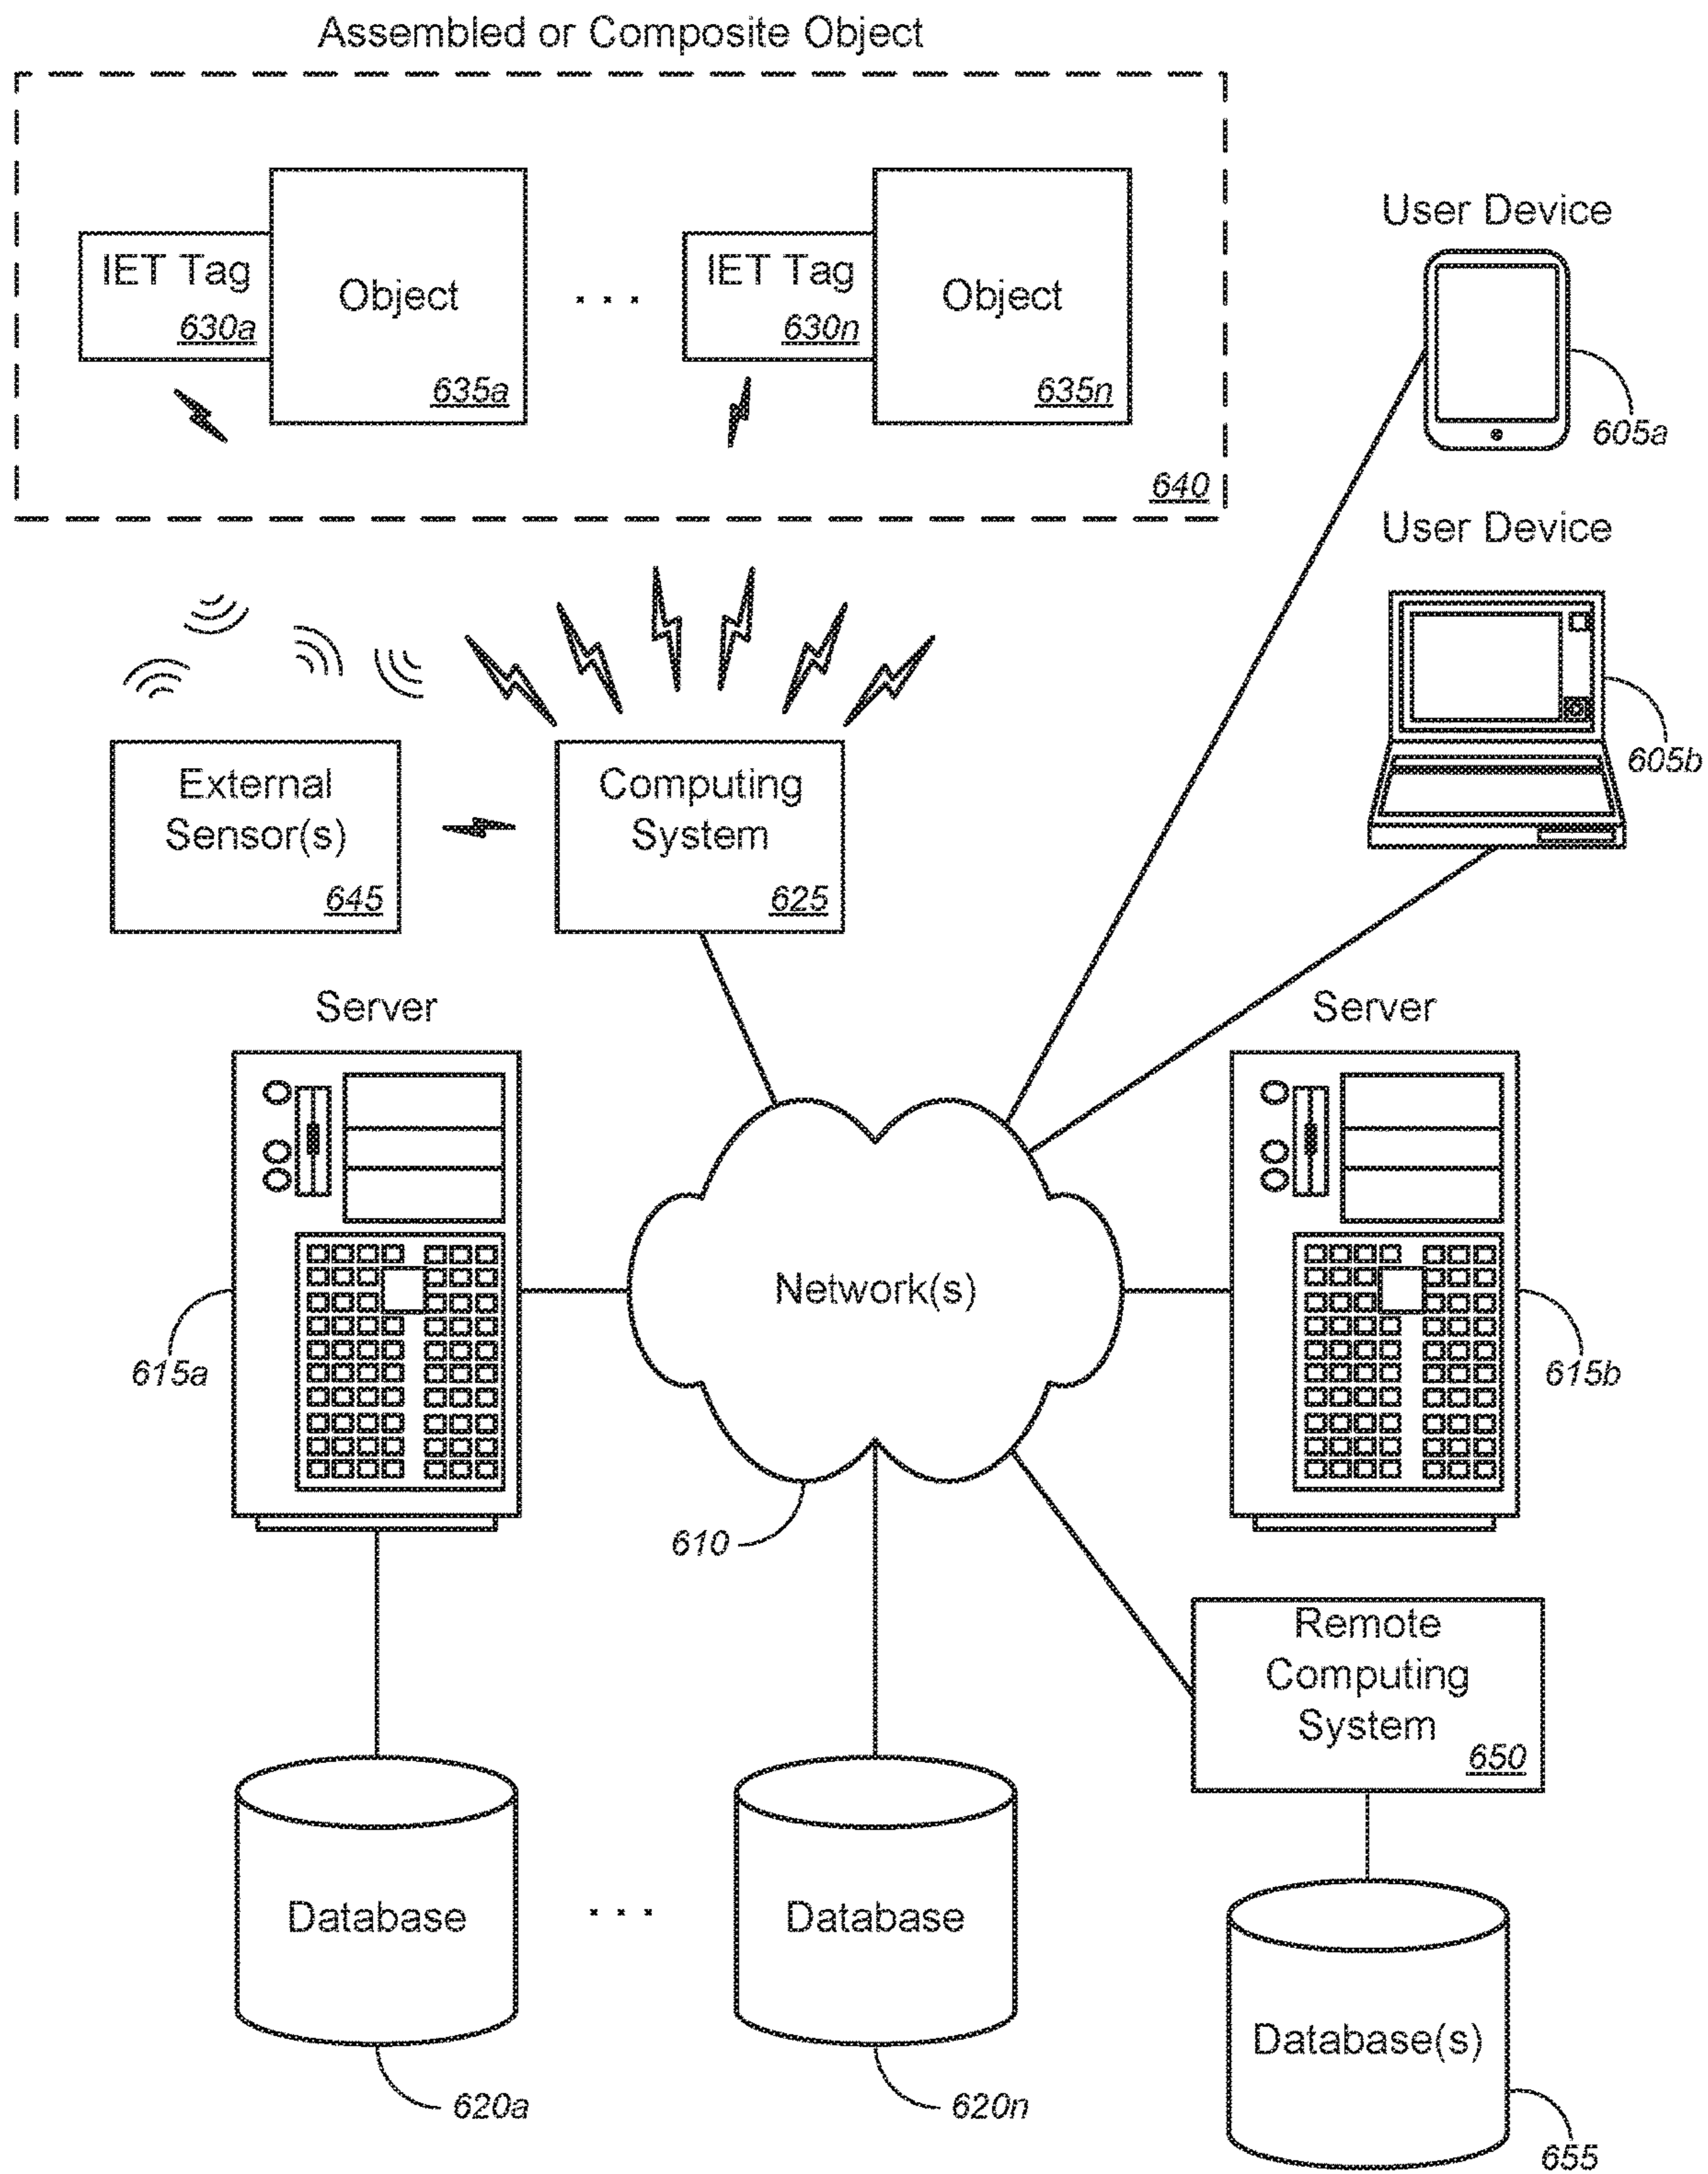 Assembled or Composite Object
IET Tag
630a
Object
635a
. . .
IET Tag
630n
Object
635n
640
User Device
605a
User Device
605b
External
Sensor(s)
645
Computing
System
625
Server
615a
Server
615b
Network(s)
610
Remote
Computing
System
650
Database
620a
. . .
Database
620n
Database(s)
655